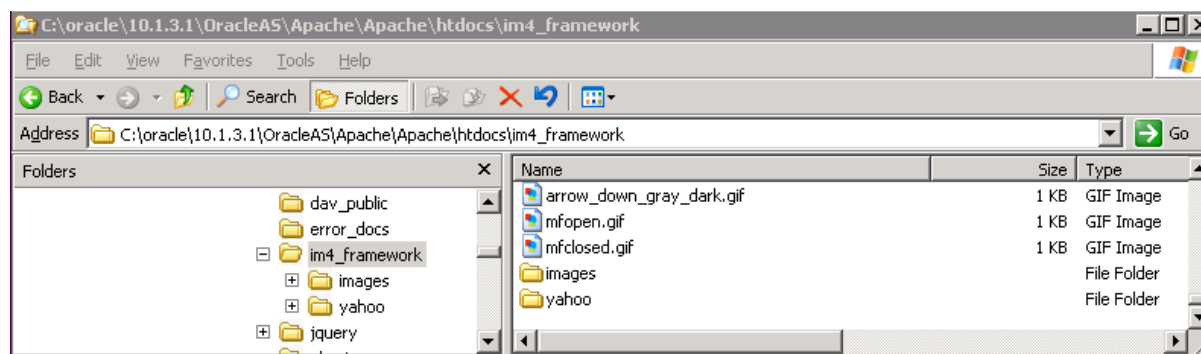 C:\oracle\10.1.3.1\OracleAS\Apache\Apache\htdocs\im4_framework
File Edit View Favorites Tools Help
Back Search Folders
Address C:\oracle\10.1.3.1\OracleAS\Apache\Apache\htdocs\im4_framework Go
Folders
dav_public
error_docs
im4_framework
images
yahoo
jquery
Name Size Type
arrow_down_gray_dark.gif 1 KB GIF Image
mfopen.gif 1 KB GIF Image
mfclosed.gif 1 KB GIF Image
images File Folder
yahoo File Folder